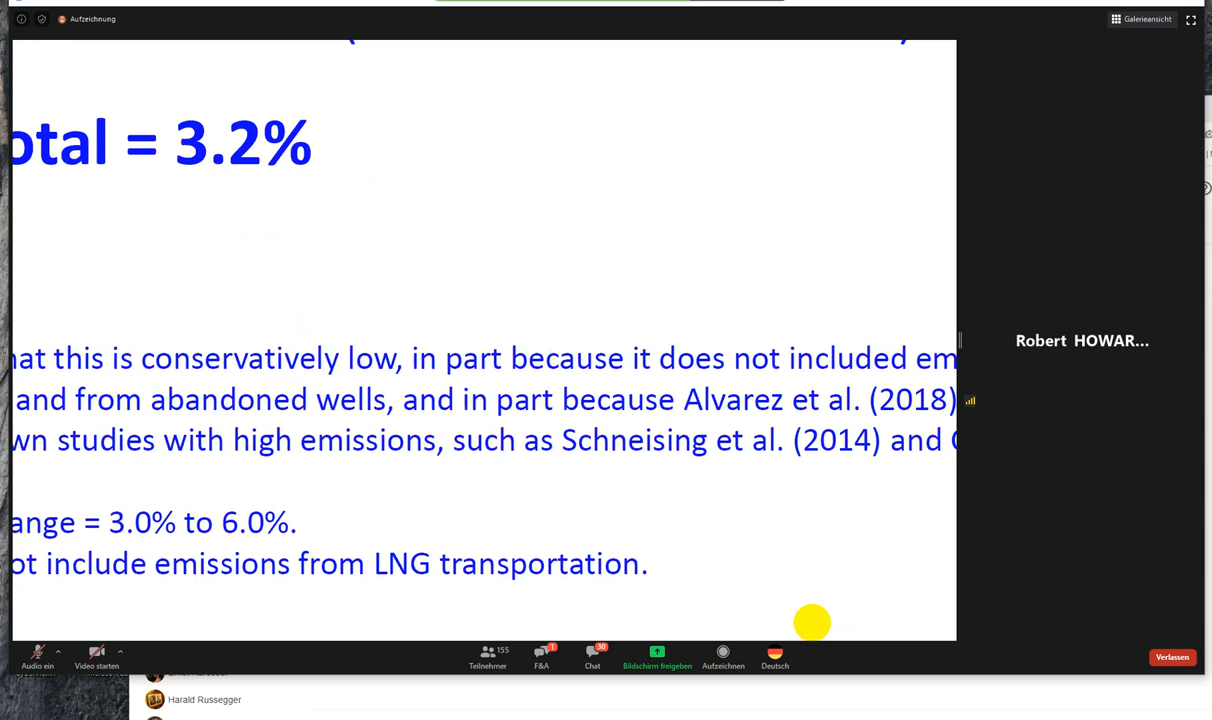 Aufzeichnung
Galerieansicht
otal = 3.2%
hat this is conservatively low, in part because it does not included em
and from abandoned wells, and in part because Alvarez et al. (2018)
wn studies with high emissions, such as Schneising et al. (2014) and
ange = 3.0% to 6.0%.
ot include emissions from LNG transportation.
Robert HOWAR...
155
1
30
Audio ein
Video starten
Teilnehmer
F&A
Chat
Bildschirm freigeben
Aufzeichnen
Deutsch
Verlassen
Harald Russegger